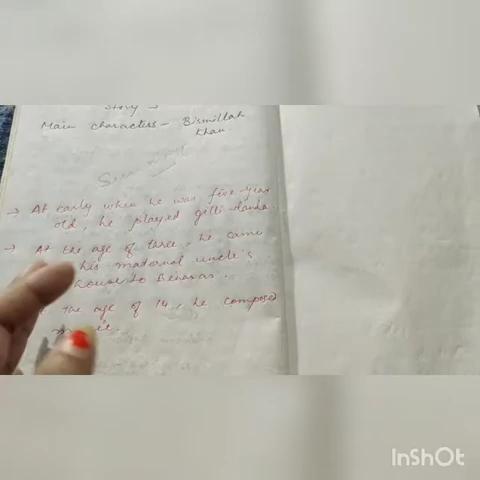 Story →
Main characters – Bismillah
Khan
→ At early when he was five year
old, he played gilli-danda
→ At the age of three, he came
his maternal uncle's
house to Benaras.
the age of 14, he composed
InShOt